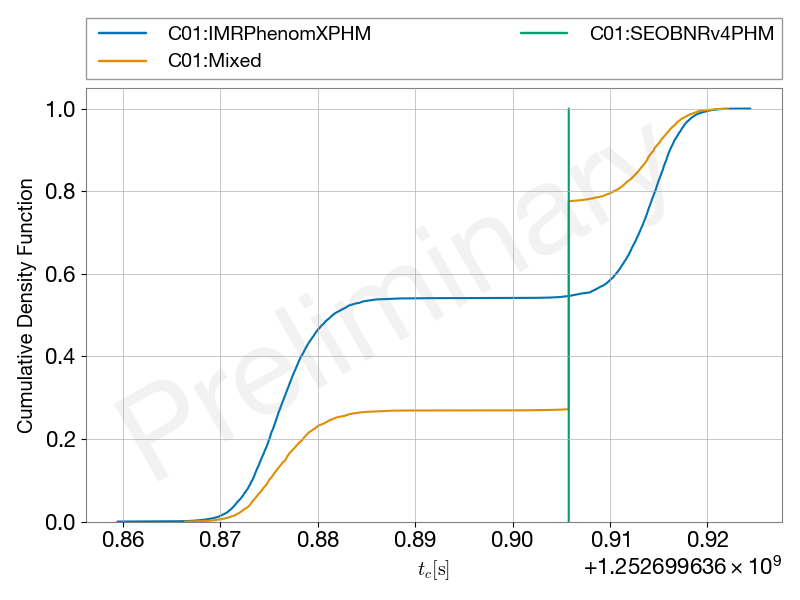 C01:IMRPhenomXPHM C01:SEOBNRv4PHM
C01:Mixed
Preliminary
Cumulative Density Function
1.0
0.8
0.6
0.4
0.2
0.0
0.86 0.87 0.88 0.89 0.90 0.91 0.92
t_c[s]
+1.252699636 × 10⁹